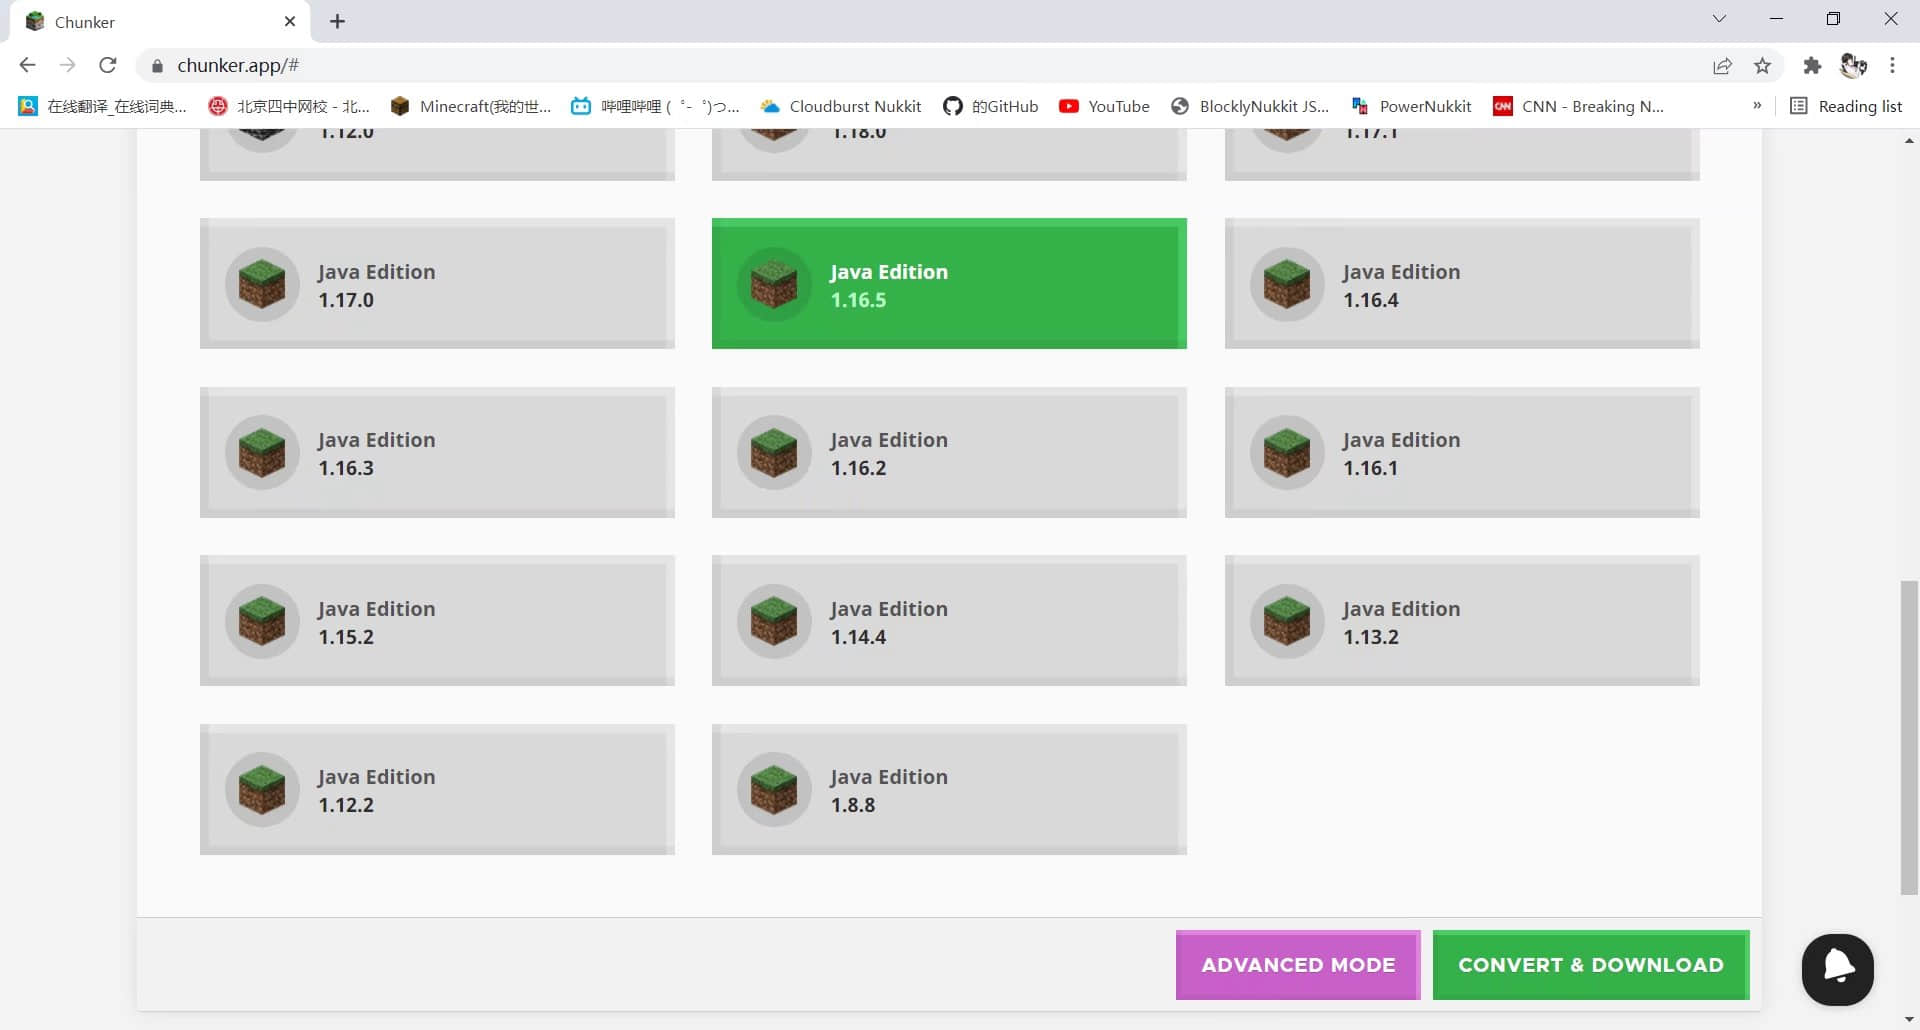 Chunker
chunker.app/#
在线翻译_在线词典...
北京四中网校 - 北...
Minecraft(我的世...
哔哩哔哩 ( ゜- ゜)つ...
Cloudburst Nukkit
的GitHub
YouTube
BlocklyNukkit JS...
PowerNukkit
CNN - Breaking N...
»
Reading list
1.12.0
1.18.0
1.17.1
Java Edition
1.17.0
Java Edition
1.16.5
Java Edition
1.16.4
Java Edition
1.16.3
Java Edition
1.16.2
Java Edition
1.16.1
Java Edition
1.15.2
Java Edition
1.14.4
Java Edition
1.13.2
Java Edition
1.12.2
Java Edition
1.8.8
ADVANCED MODE
CONVERT & DOWNLOAD